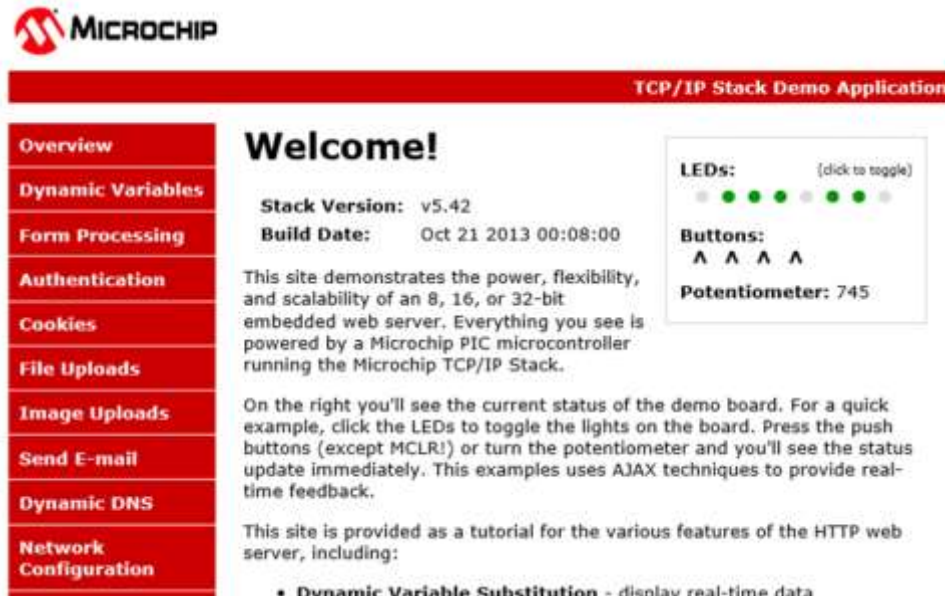 MICROCHIP
TCP/IP Stack Demo Application
Overview
Dynamic Variables
Form Processing
Authentication
Cookies
File Uploads
Image Uploads
Send E-mail
Dynamic DNS
Network
Configuration
Welcome!
Stack Version: v5.42
Build Date: Oct 21 2013 00:08:00
This site demonstrates the power, flexibility,
and scalability of an 8, 16, or 32-bit
embedded web server. Everything you see is
powered by a Microchip PIC microcontroller
running the Microchip TCP/IP Stack.
LEDs: (click to toggle)
Buttons:
Λ Λ Λ Λ
Potentiometer: 745
On the right you'll see the current status of the demo board. For a quick
example, click the LEDs to toggle the lights on the board. Press the push
buttons (except MCLR!) or turn the potentiometer and you'll see the status
update immediately. This examples uses AJAX techniques to provide real-
time feedback.
This site is provided as a tutorial for the various features of the HTTP web
server, including:
• Dynamic Variable Substitution - display real-time data